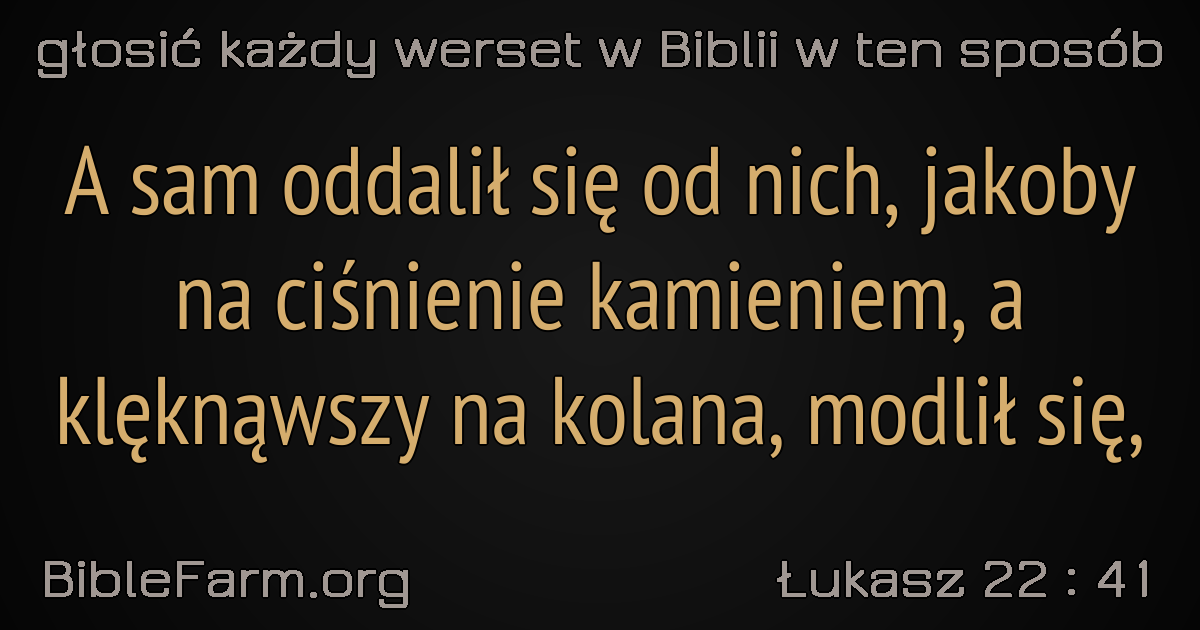 głosić każdy werset w Biblii w ten sposób
A sam oddalił się od nich, jakoby
na ciśnienie kamieniem, a
klęknąwszy na kolana, modlił się,
BibleFarm.org
Łukasz 22 : 41